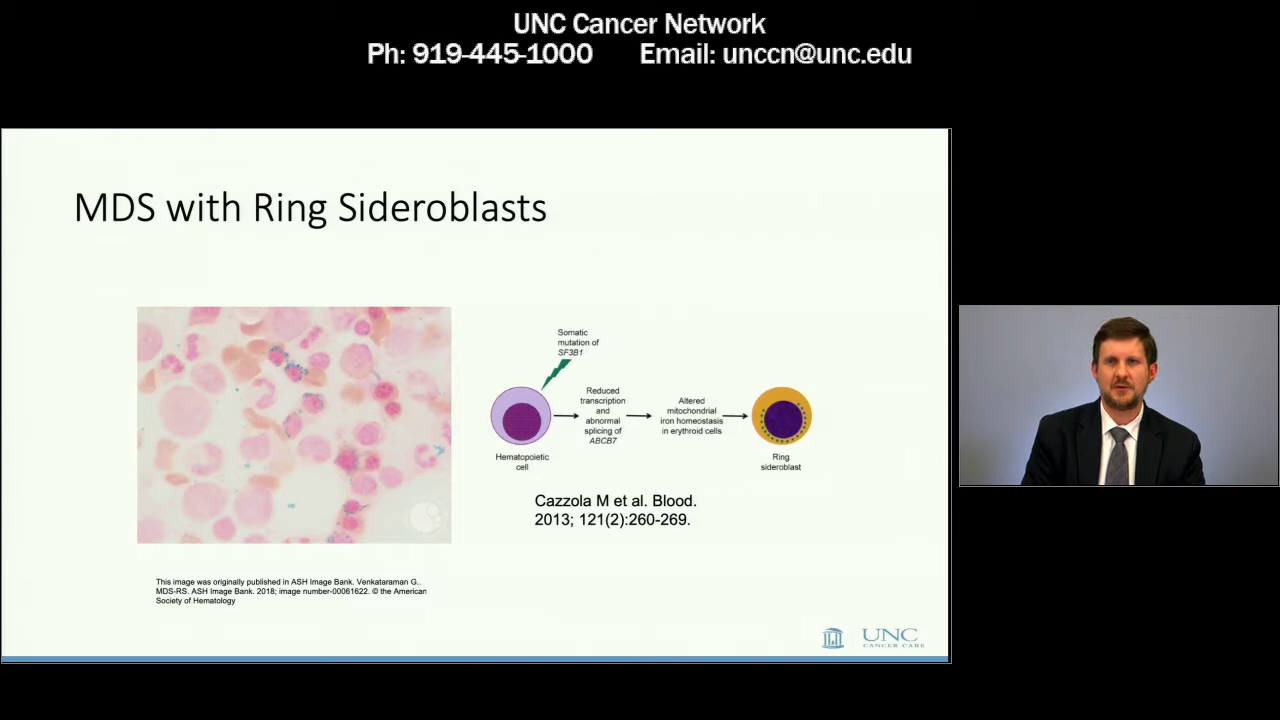 UNC Cancer Network
Ph: 919-445-1000 Email: unccn@unc.edu
MDS with Ring Sideroblasts
Somatic
mutation of
SF3B1
Reduced
transcription
and
abnormal
splicing of
ABCB7
Altered
mitochondrial
iron homeostasis
in erythroid cells
Hematopoietic
cell
Ring
sideroblast
Cazzola M et al. Blood.
2013; 121(2):260-269.
This image was originally published in ASH Image Bank. Venkataraman G..
MDS-RS. ASH Image Bank. 2018; image number-00061622. © the American
Society of Hematology
UNC
CANCER CARE